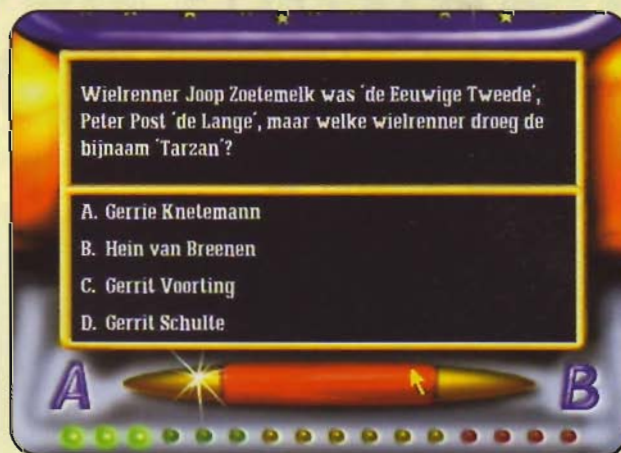 Wielrenner Joop Zoetemelk was 'de Eeuwige Tweede',
Peter Post 'de Lange', maar welke wielrenner droeg de
bijnaam 'Tarzan'?
A. Gerrie Knetemann
B. Hein van Breenen
C. Gerrit Voorting
D. Gerrit Schulte
A
B